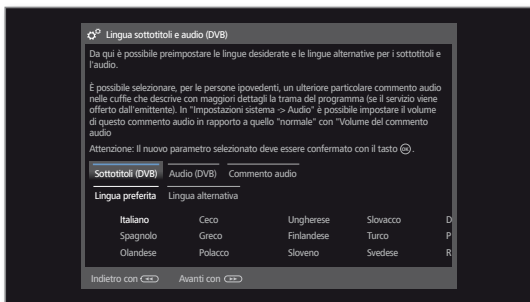 Lingua sottotitoli e audio (DVB)
Da qui è possibile preimpostare le lingue desiderate e le lingue alternative per i sottotitoli e
l'audio.
È possibile selezionare, per le persone ipovedenti, un ulteriore particolare commento audio
nelle cuffie che descrive con maggiori dettagli la trama del programma (se il servizio viene
offerto dall'emittente). In "Impostazioni sistema -> Audio" è possibile impostare il volume
di questo commento audio in rapporto a quello "normale" con "Volume del commento
audio
Attenzione: Il nuovo parametro selezionato deve essere confermato con il tasto OK.
Sottotitoli (DVB) Audio (DVB) Commento audio
Lingua preferita Lingua alternativa
Italiano Ceco Ungherese Slovacco D
Spagnolo Greco Finlandese Turco P
Olandese Polacco Sloveno Svedese R
Indietro con Avanti con